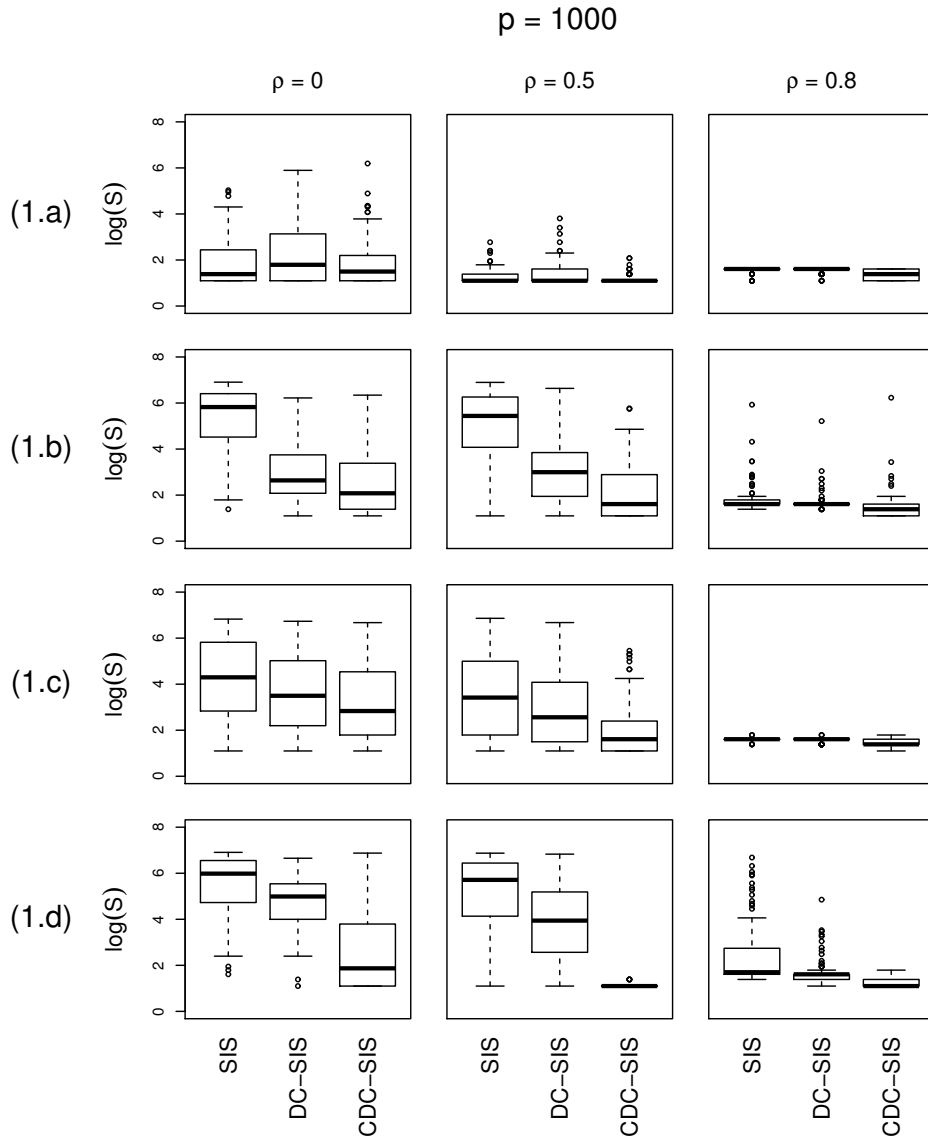 p = 1000
ρ = 0
ρ = 0.5
ρ = 0.8
(1.a)
log(S)
0 2 4 6 8
(1.b)
log(S)
0 2 4 6 8
(1.c)
log(S)
0 2 4 6 8
(1.d)
log(S)
0 2 4 6 8
SIS
DC−SIS
CDC−SIS
SIS
DC−SIS
CDC−SIS
SIS
DC−SIS
CDC−SIS